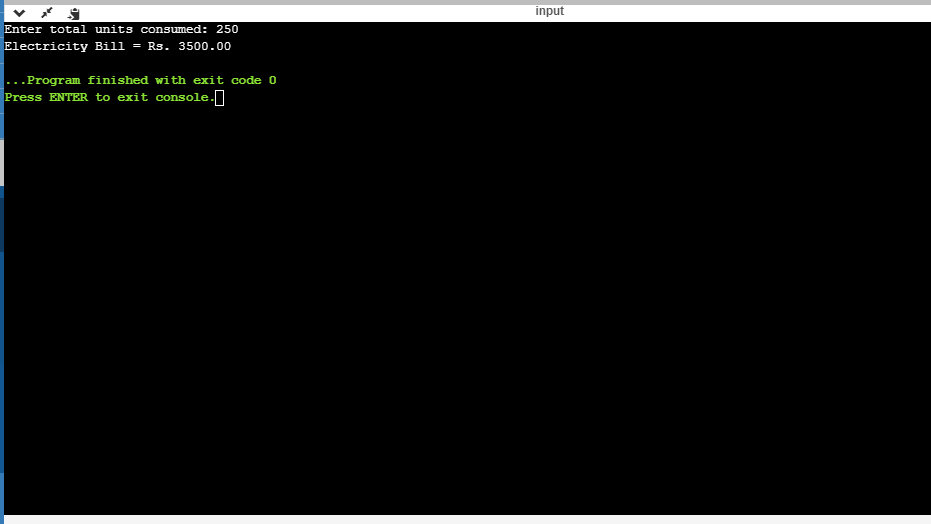 input
Enter total units consumed: 250
Electricity Bill = Rs. 3500.00
...Program finished with exit code 0
Press ENTER to exit console.